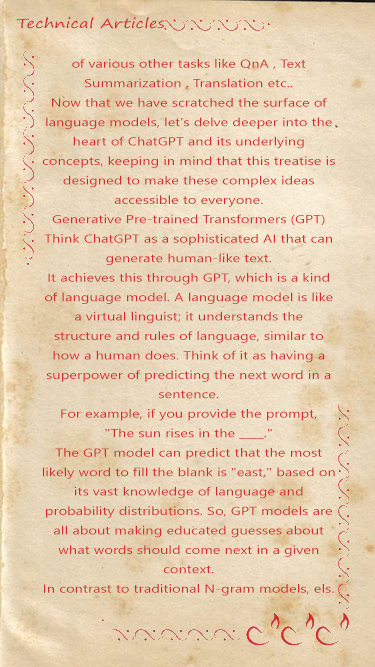 Technical Articles
of various other tasks like QnA , Text
Summarization , Translation etc..
Now that we have scratched the surface of
language models, let's delve deeper into the
heart of ChatGPT and its underlying
concepts, keeping in mind that this treatise is
designed to make these complex ideas
accessible to everyone.
Generative Pre-trained Transformers (GPT)
Think ChatGPT as a sophisticated AI that can
generate human-like text.
It achieves this through GPT, which is a kind
of language model. A language model is like
a virtual linguist; it understands the
structure and rules of language, similar to
how a human does. Think of it as having a
superpower of predicting the next word in a
sentence.
For example, if you provide the prompt,
"The sun rises in the ____."
The GPT model can predict that the most
likely word to fill the blank is "east," based on
its vast knowledge of language and
probability distributions. So, GPT models are
all about making educated guesses about
what words should come next in a given
context.
In contrast to traditional N-gram models, els.